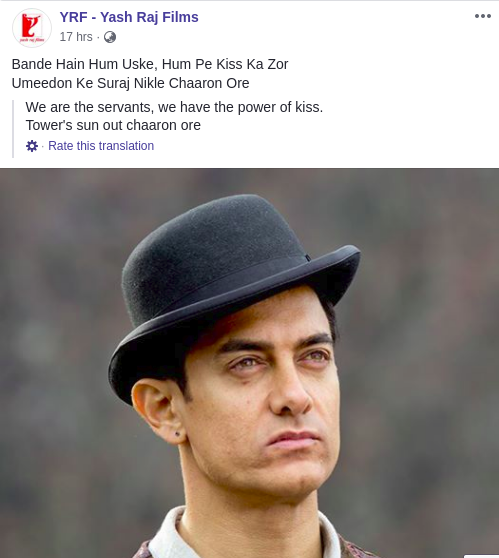 YRF - Yash Raj Films
17 hrs ·
Bande Hain Hum Uske, Hum Pe Kiss Ka Zor
Umeedon Ke Suraj Nikle Chaaron Ore
We are the servants, we have the power of kiss.
Tower's sun out chaaron ore
· Rate this translation